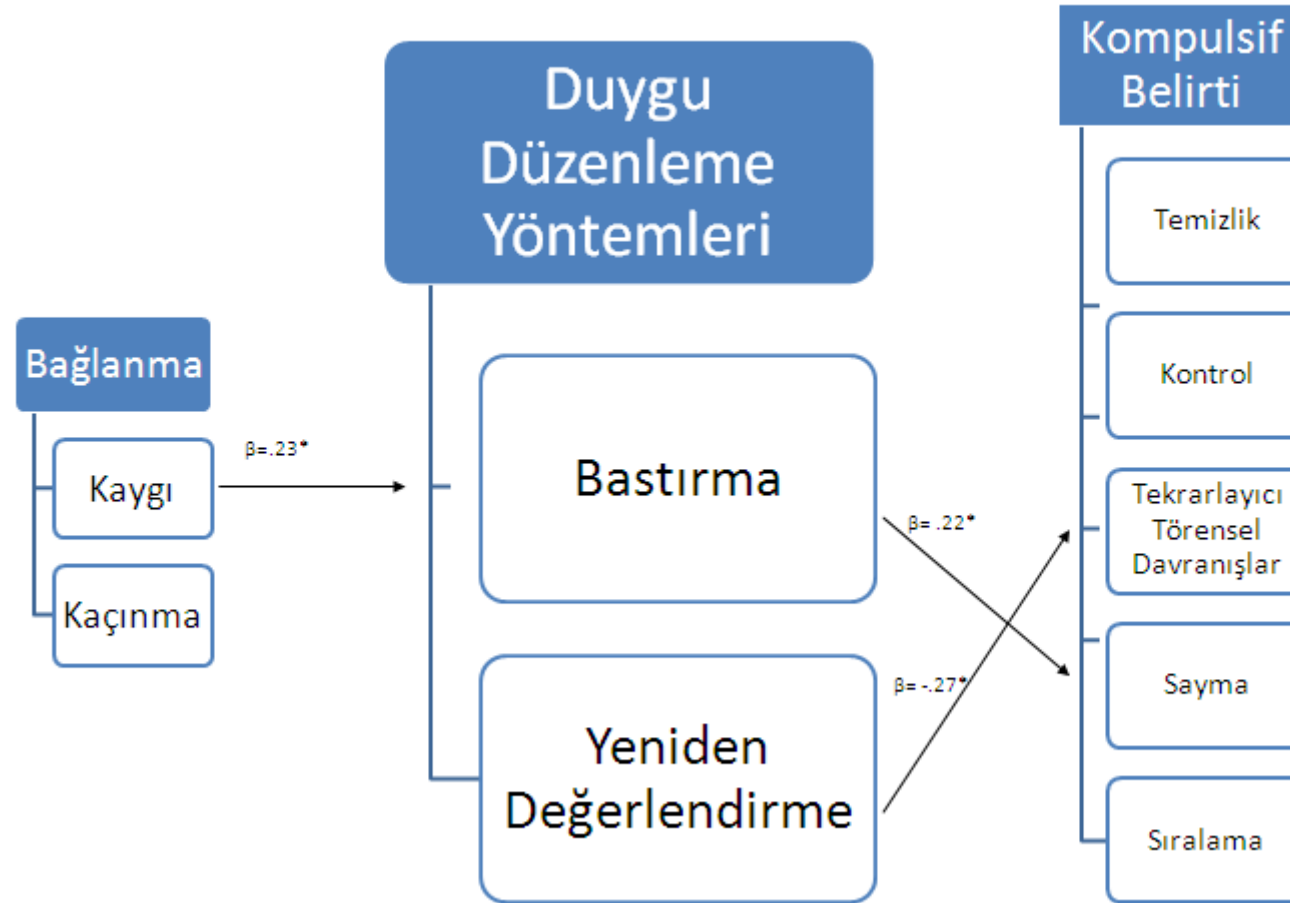 Bağlanma
Kaygı
Kaçınma
β=.23*
Duygu
Düzenleme
Yöntemleri
Bastırma
Yeniden
Değerlendirme
β= .22*
β= -.27*
Kompulsif
Belirti
Temizlik
Kontrol
Tekrarlayıcı
Törensel
Davranışlar
Sayma
Sıralama